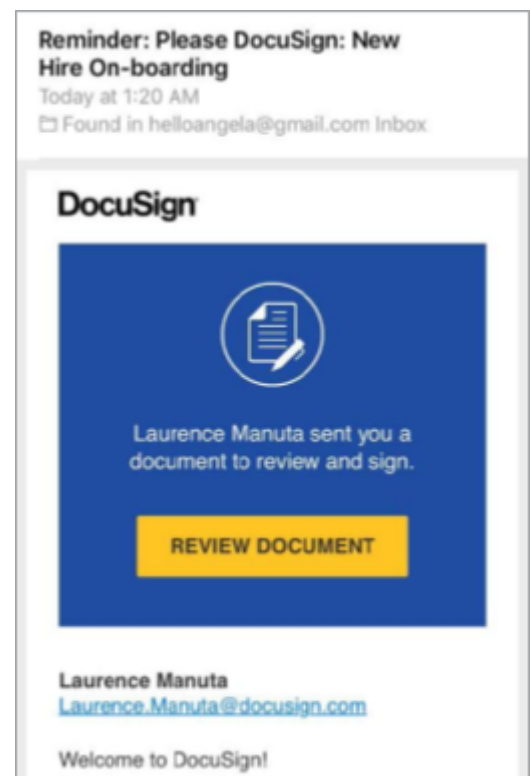 Reminder: Please DocuSign: New
Hire On-boarding
Today at 1:20 AM
Found in helloangela@gmail.com Inbox
DocuSign
Laurence Manuta sent you a
document to review and sign.
REVIEW DOCUMENT
Laurence Manuta
Laurence.Manuta@docusign.com
Welcome to DocuSign!